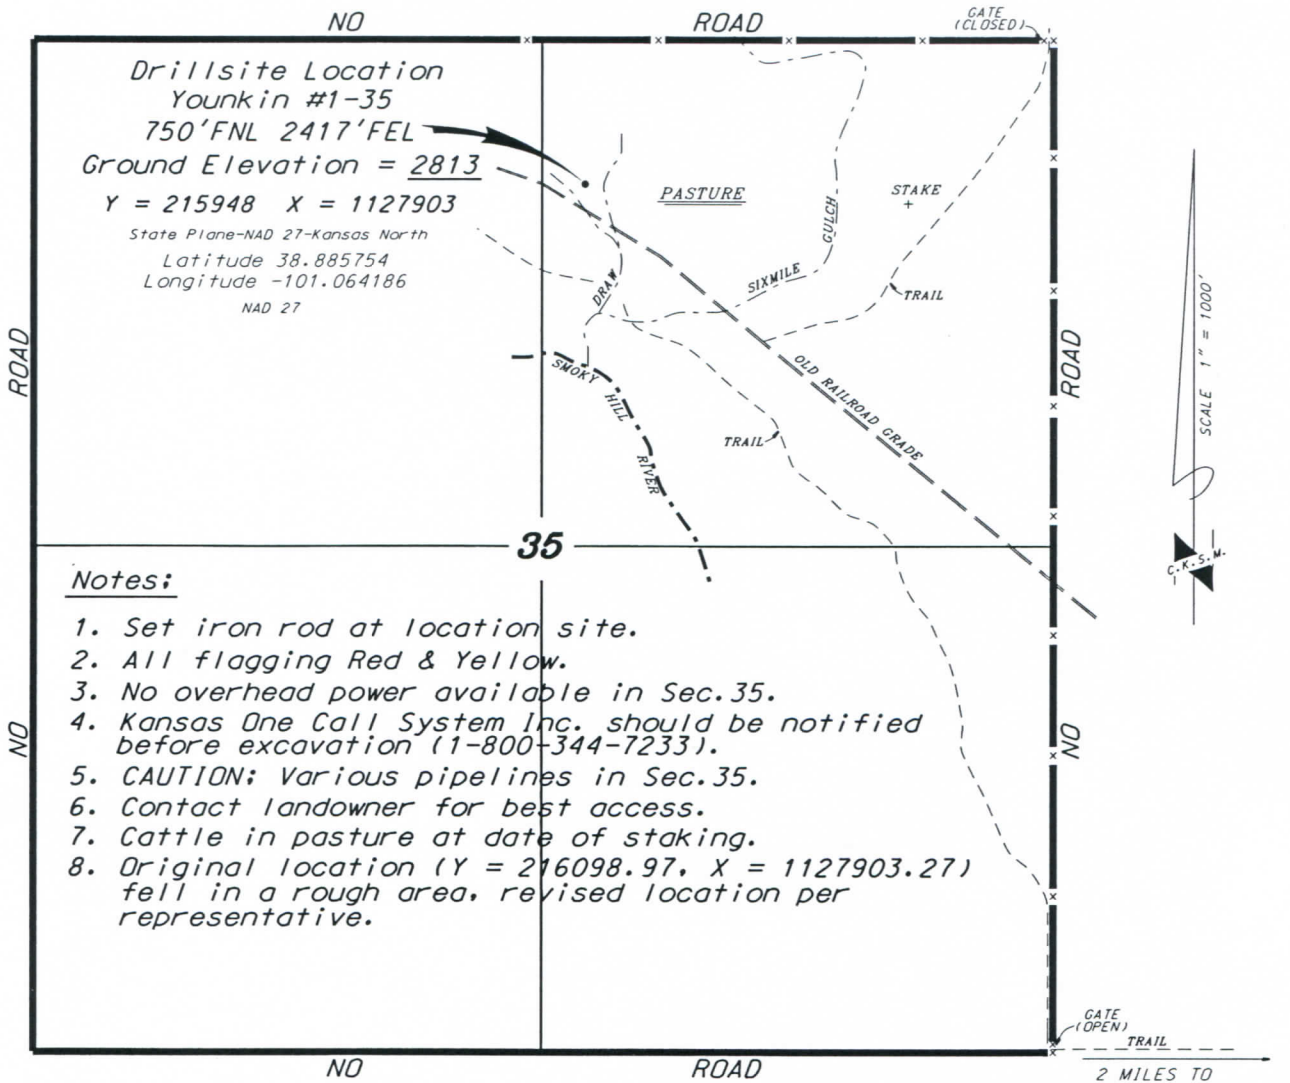 NO ROAD
GATE
(CLOSED)
Drillsite Location
Younkin #1-35
750'FNL 2417'FEL
Ground Elevation = 2813
Y = 215948 X = 1127903
State Plane-NAD 27-Kansas North
Latitude 38.885754
Longitude -101.064186
NAD 27
PASTURE
STAKE
GULCH
SIXMILE
DRAW
TRAIL
SMOKY
HILL
RIVER
OLD RAILROAD GRADE
TRAIL
ROAD
ROAD
SCALE 1" = 1000'
C.K.S.M.
35
Notes:
1. Set iron rod at location site.
2. All flagging Red & Yellow.
3. No overhead power available in Sec.35.
4. Kansas One Call System Inc. should be notified
before excavation (1-800-344-7233).
5. CAUTION: Various pipelines in Sec.35.
6. Contact landowner for best access.
7. Cattle in pasture at date of staking.
8. Original location (Y = 216098.97, X = 1127903.27)
fell in a rough area, revised location per
representative.
NO
NO
GATE
(OPEN)
TRAIL
NO ROAD
2 MILES TO